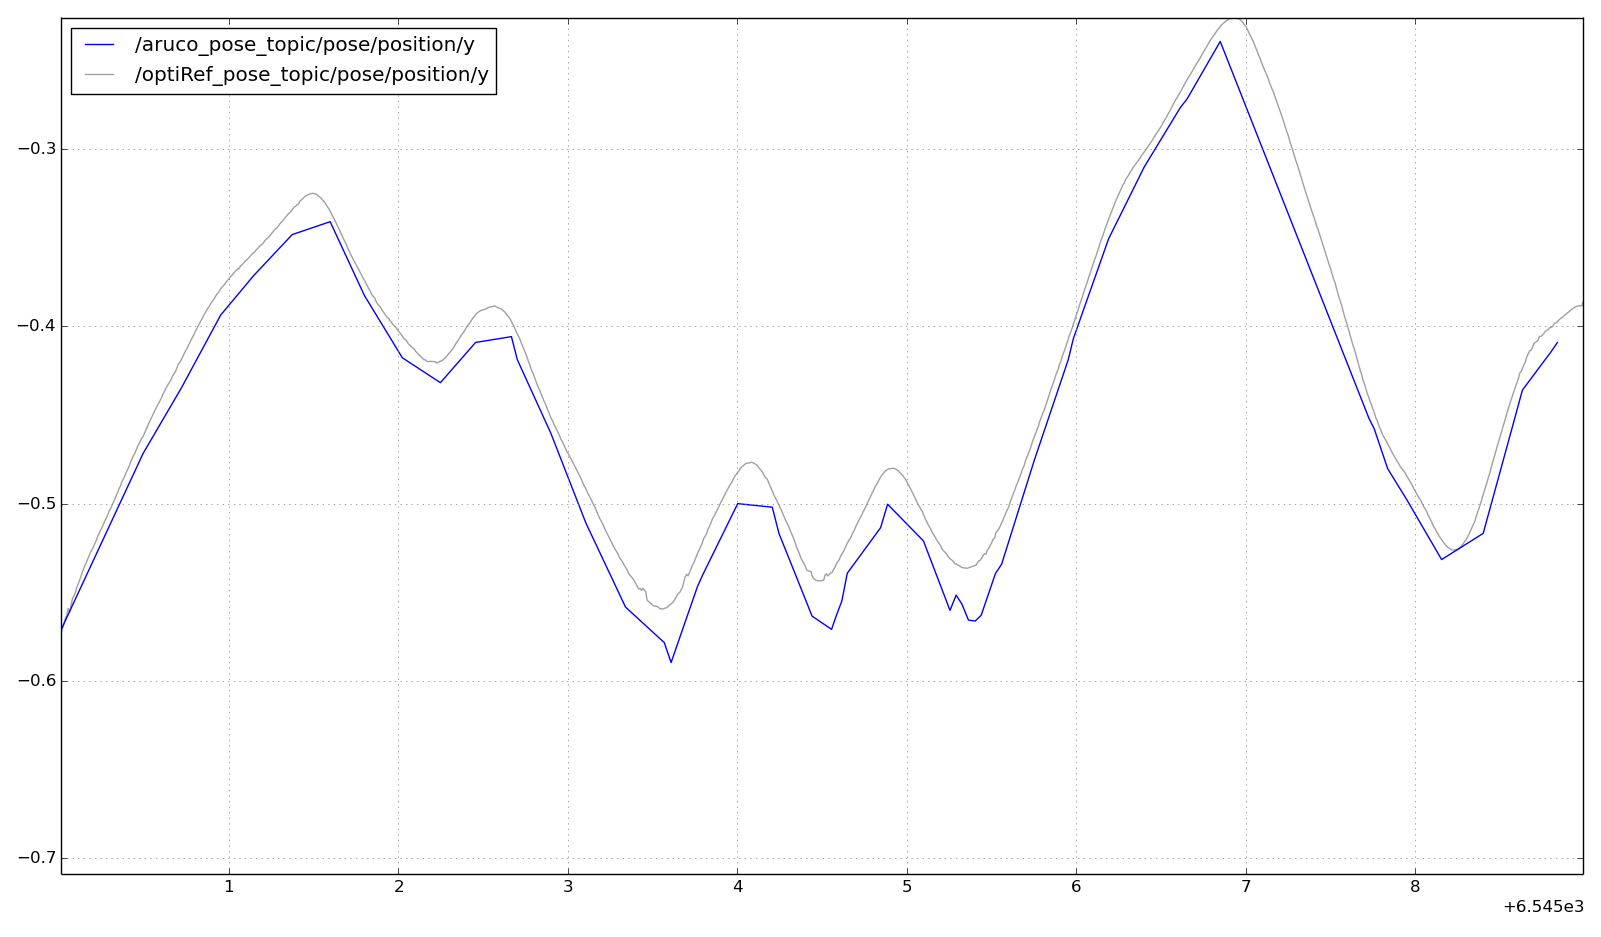 /aruco_pose_topic/pose/position/y
/optiRef_pose_topic/pose/position/y
−0.3
−0.4
−0.5
−0.6
−0.7
1 2 3 4 5 6 7 8
+6.545e3